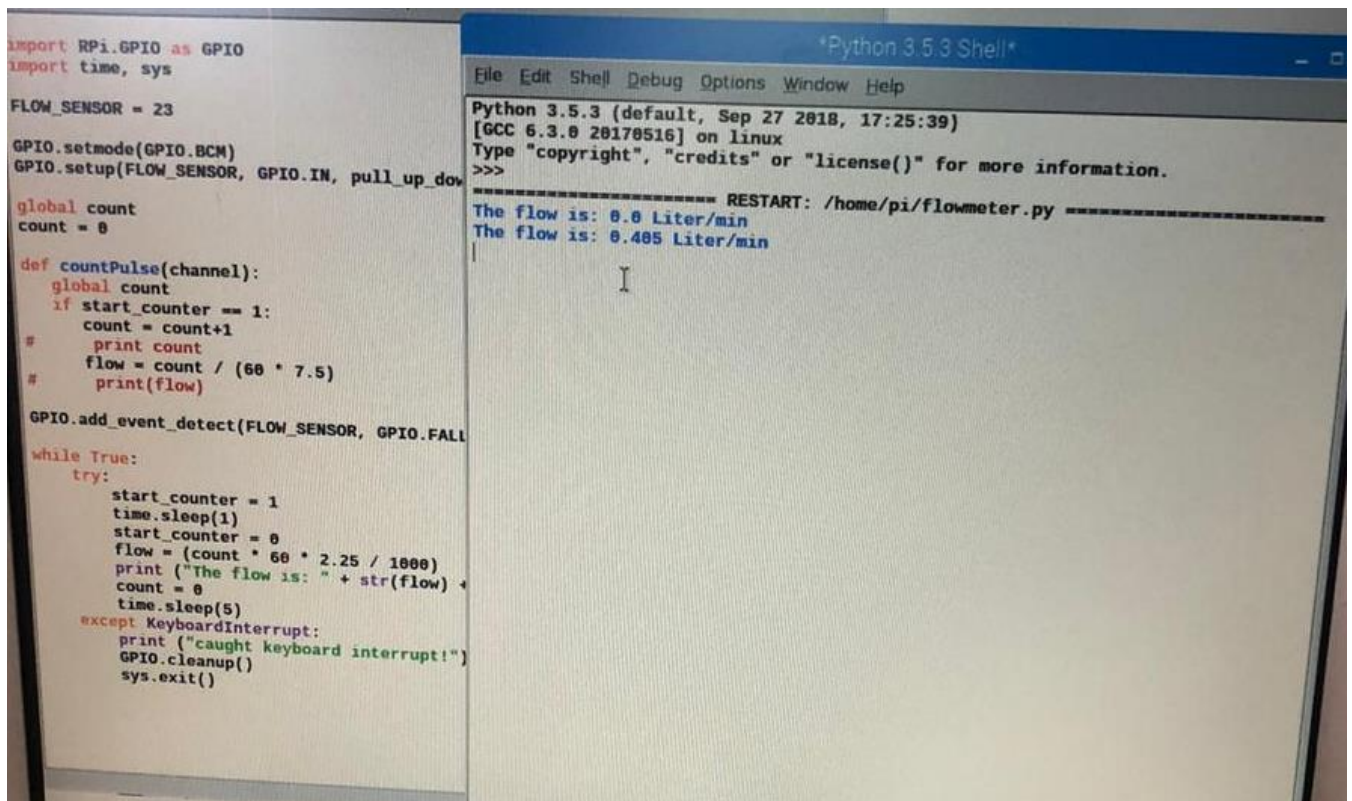 import RPi.GPIO as GPIO
import time, sys
FLOW_SENSOR = 23
GPIO.setmode(GPIO.BCM)
GPIO.setup(FLOW_SENSOR, GPIO.IN, pull_up_dow
global count
count = 0
def countPulse(channel):
global count
if start_counter == 1:
count = count+1
# print count
flow = count / (60 * 7.5)
# print(flow)
GPIO.add_event_detect(FLOW_SENSOR, GPIO.FALL
while True:
try:
start_counter = 1
time.sleep(1)
start_counter = 0
flow = (count * 60 * 2.25 / 1000)
print ("The flow is: " + str(flow) +
count = 0
time.sleep(5)
except KeyboardInterrupt:
print ("caught keyboard interrupt!")
GPIO.cleanup()
sys.exit()
*Python 3.5.3 Shell*
File Edit Shell Debug Options Window Help
Python 3.5.3 (default, Sep 27 2018, 17:25:39)
[GCC 6.3.0 20170516] on linux
Type "copyright", "credits" or "license()" for more information.
>>>
======================= RESTART: /home/pi/flowmeter.py =======================
The flow is: 0.0 Liter/min
The flow is: 0.405 Liter/min